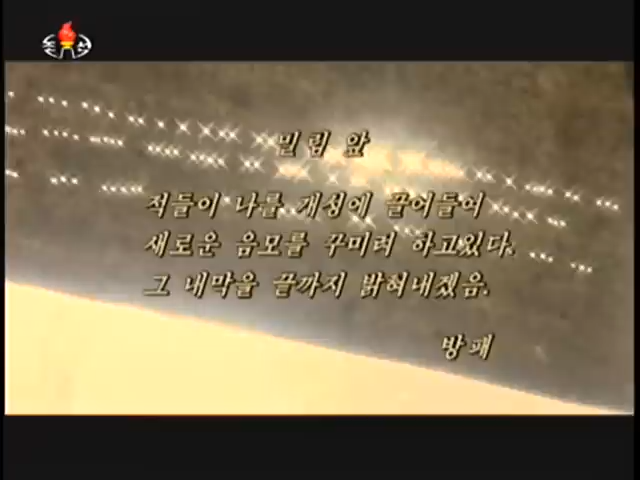 조선
밀림 앞
적들이 나를 개성에 끌어들여
새로운 음모를 꾸미려 하고있다.
그 내막을 끝까지 밝혀내겠음.
방패